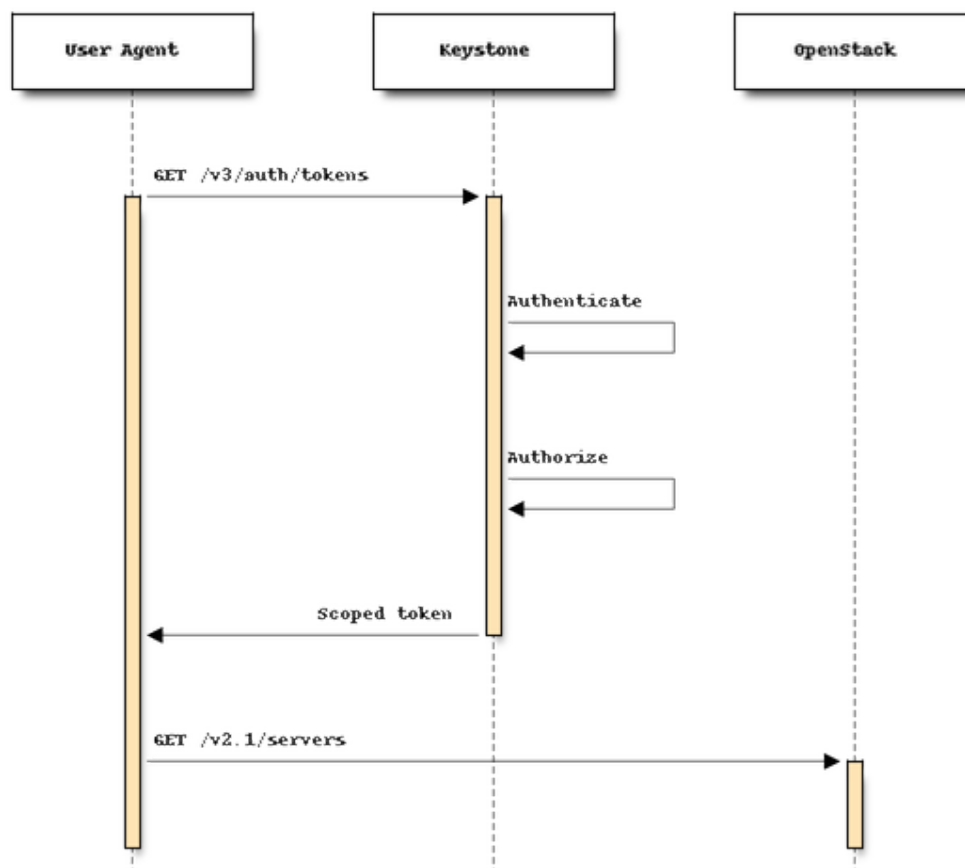 User Agent
Keystone
OpenStack
GET /v3/auth/tokens
Authenticate
Authorize
Scoped token
GET /v2.1/servers